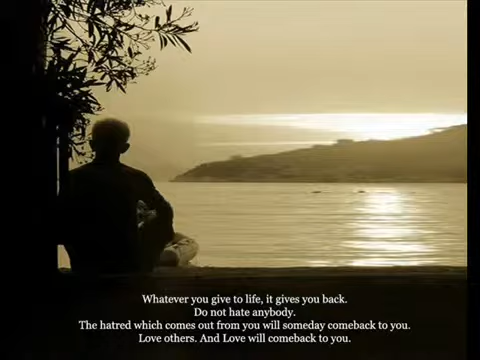 Whatever you give to life, it gives you back.
Do not hate anybody.
The hatred which comes out from you will someday comeback to you.
Love others. And Love will comeback to you.